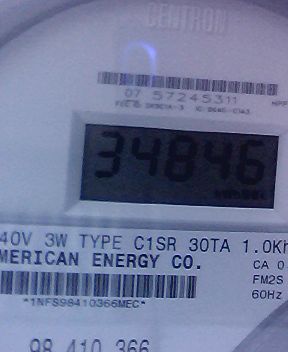 CENTRON
07 57245311
34846
40V 3W TYPE C1SR 30TA 1.0Kh
MERICAN ENERGY CO.
CA 0
FM2S
60Hz
*1NFS98410366MEC*
98 410 366